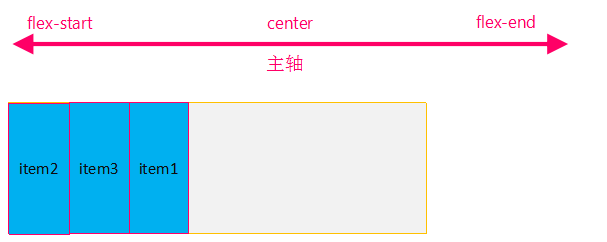 flex-start center flex-end
主轴
item2 item3 item1